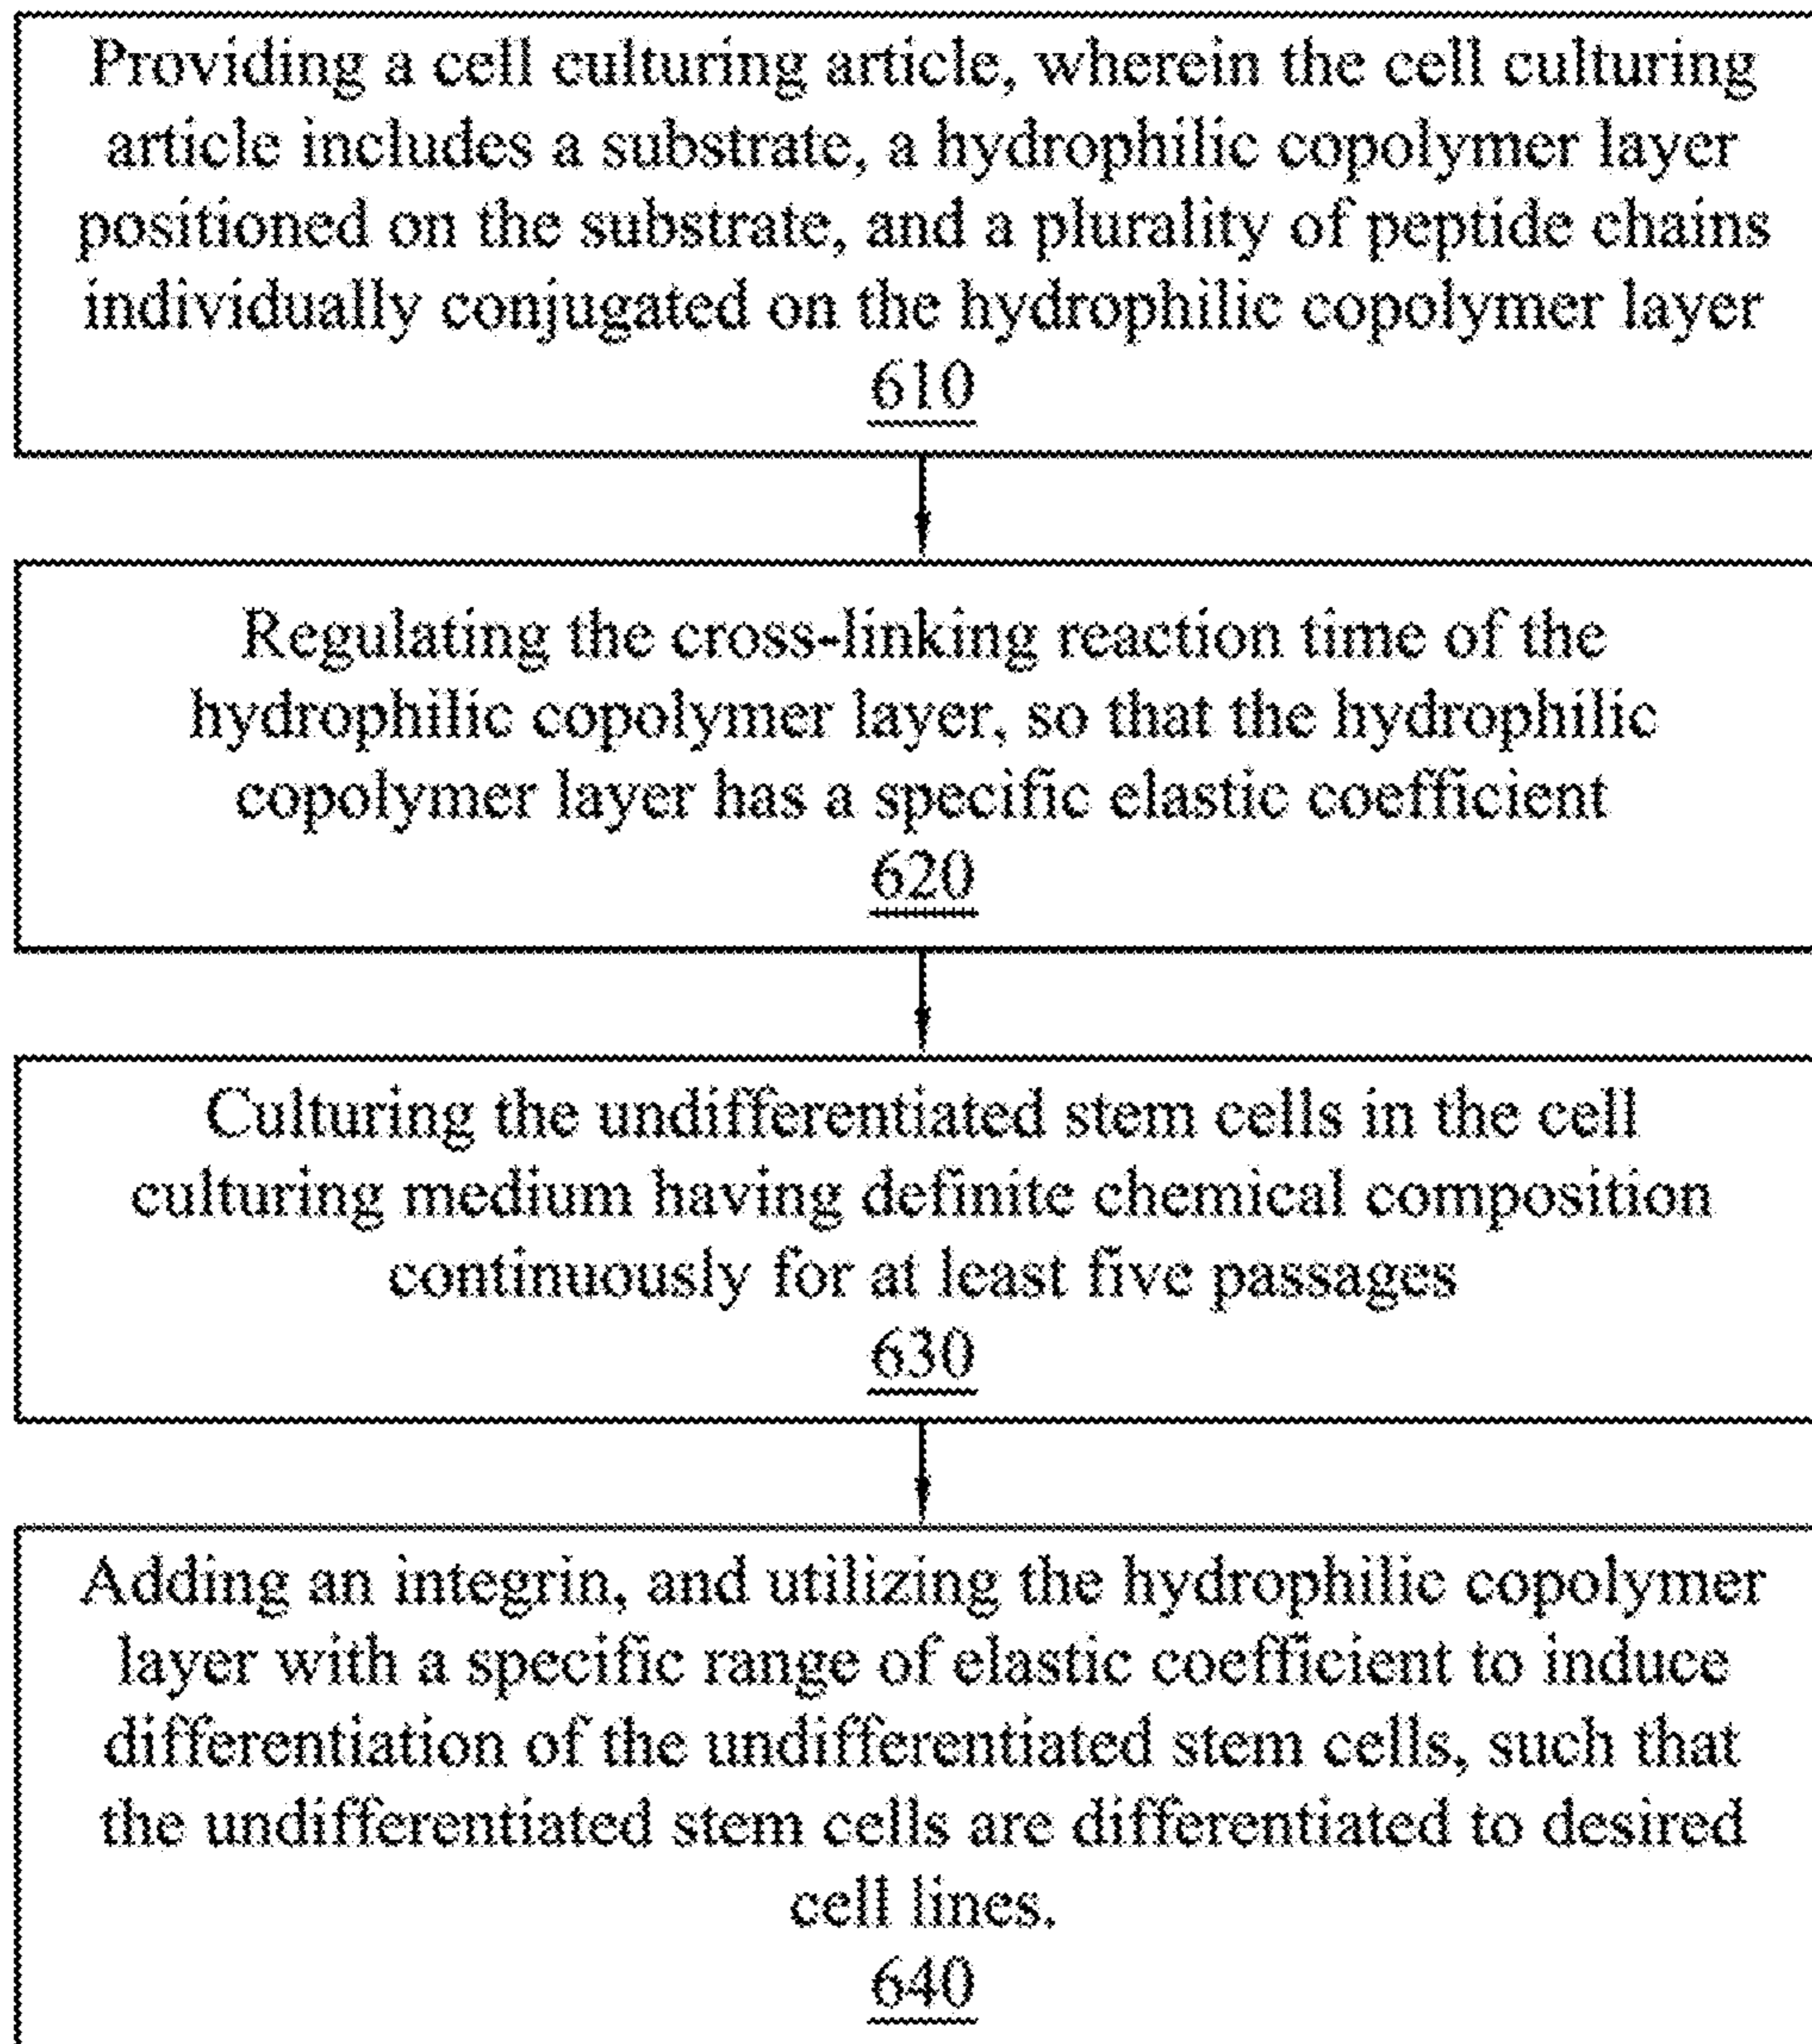 Providing a cell culturing article, wherein the cell culturing
article includes a substrate, a hydrophilic copolymer layer
positioned on the substrate, and a plurality of peptide chains
individually conjugated on the hydrophilic copolymer layer
610
Regulating the cross-linking reaction time of the
hydrophilic copolymer layer, so that the hydrophilic
copolymer layer has a specific elastic coefficient
620
Culturing the undifferentiated stem cells in the cell
culturing medium having definite chemical composition
continuously for at least five passages
630
Adding an integrin, and utilizing the hydrophilic copolymer
layer with a specific range of elastic coefficient to induce
differentiation of the undifferentiated stem cells, such that
the undifferentiated stem cells are differentiated to desired
cell lines.
640